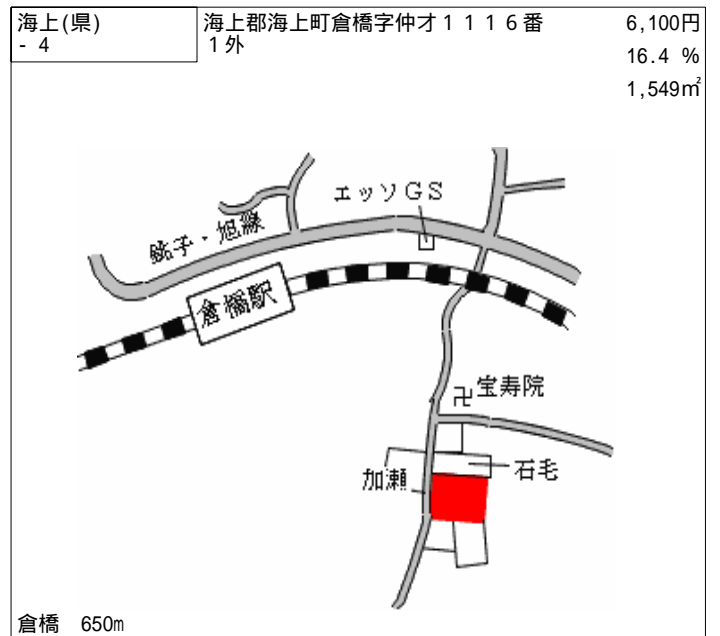 海上(県)
- 4
海上郡海上町倉橋字仲才１１１６番
１外
6,100円
16.4 %
1,549㎡
エッソＧＳ
銚子・旭線
倉橋駅
卍宝寿院
石毛
加瀬
倉橋 650m